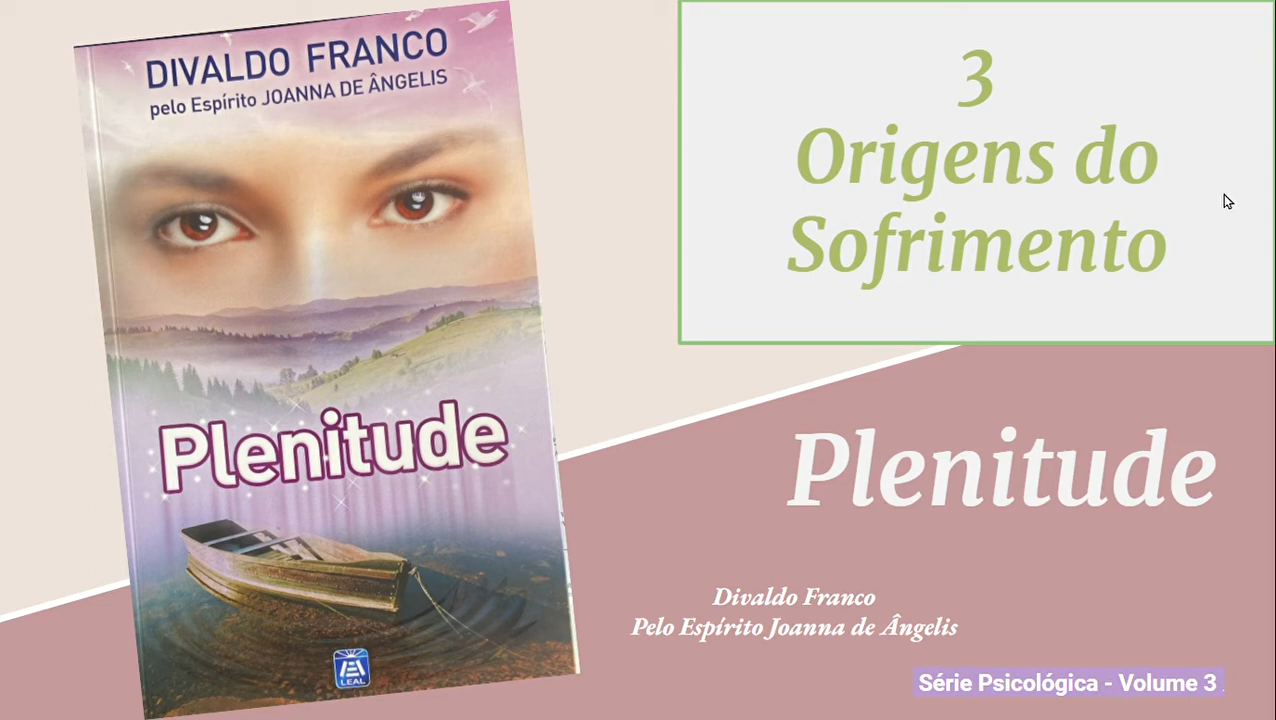 DIVALDO FRANCO
pelo Espírito JOANNA DE ÂNGELIS
Plenitude
LEAL
3
Origens do
Sofrimento
Plenitude
Divaldo Franco
Pelo Espírito Joanna de Ângelis
Série Psicológica - Volume 3 .